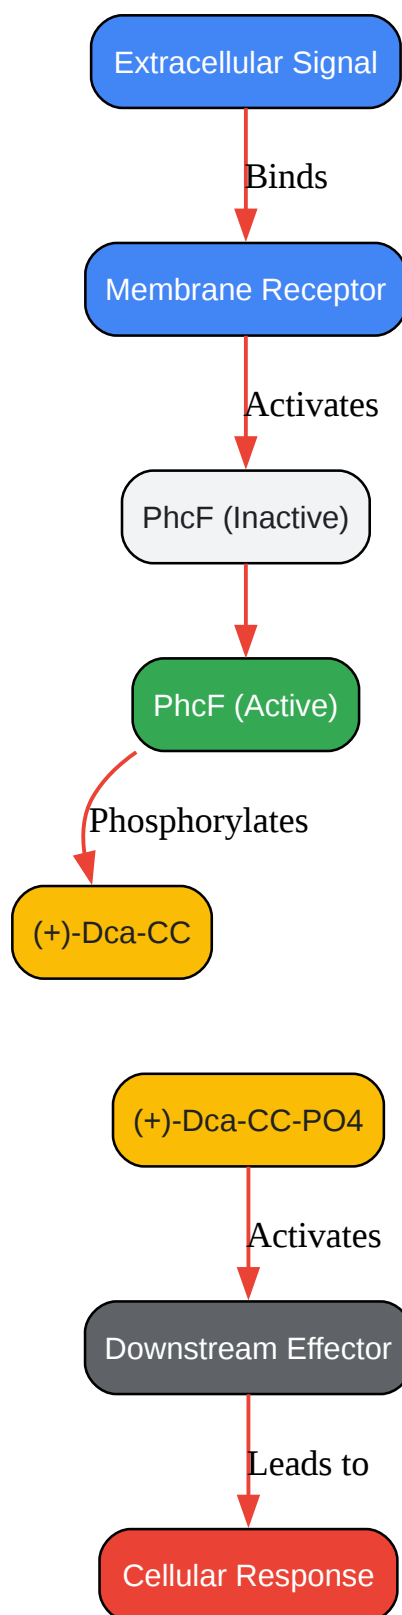 Extracellular Signal
Binds
Membrane Receptor
Activates
PhcF (Inactive)
PhcF (Active)
Phosphorylates
(+)-Dca-CC
(+)-Dca-CC-PO4
Activates
Downstream Effector
Leads to
Cellular Response